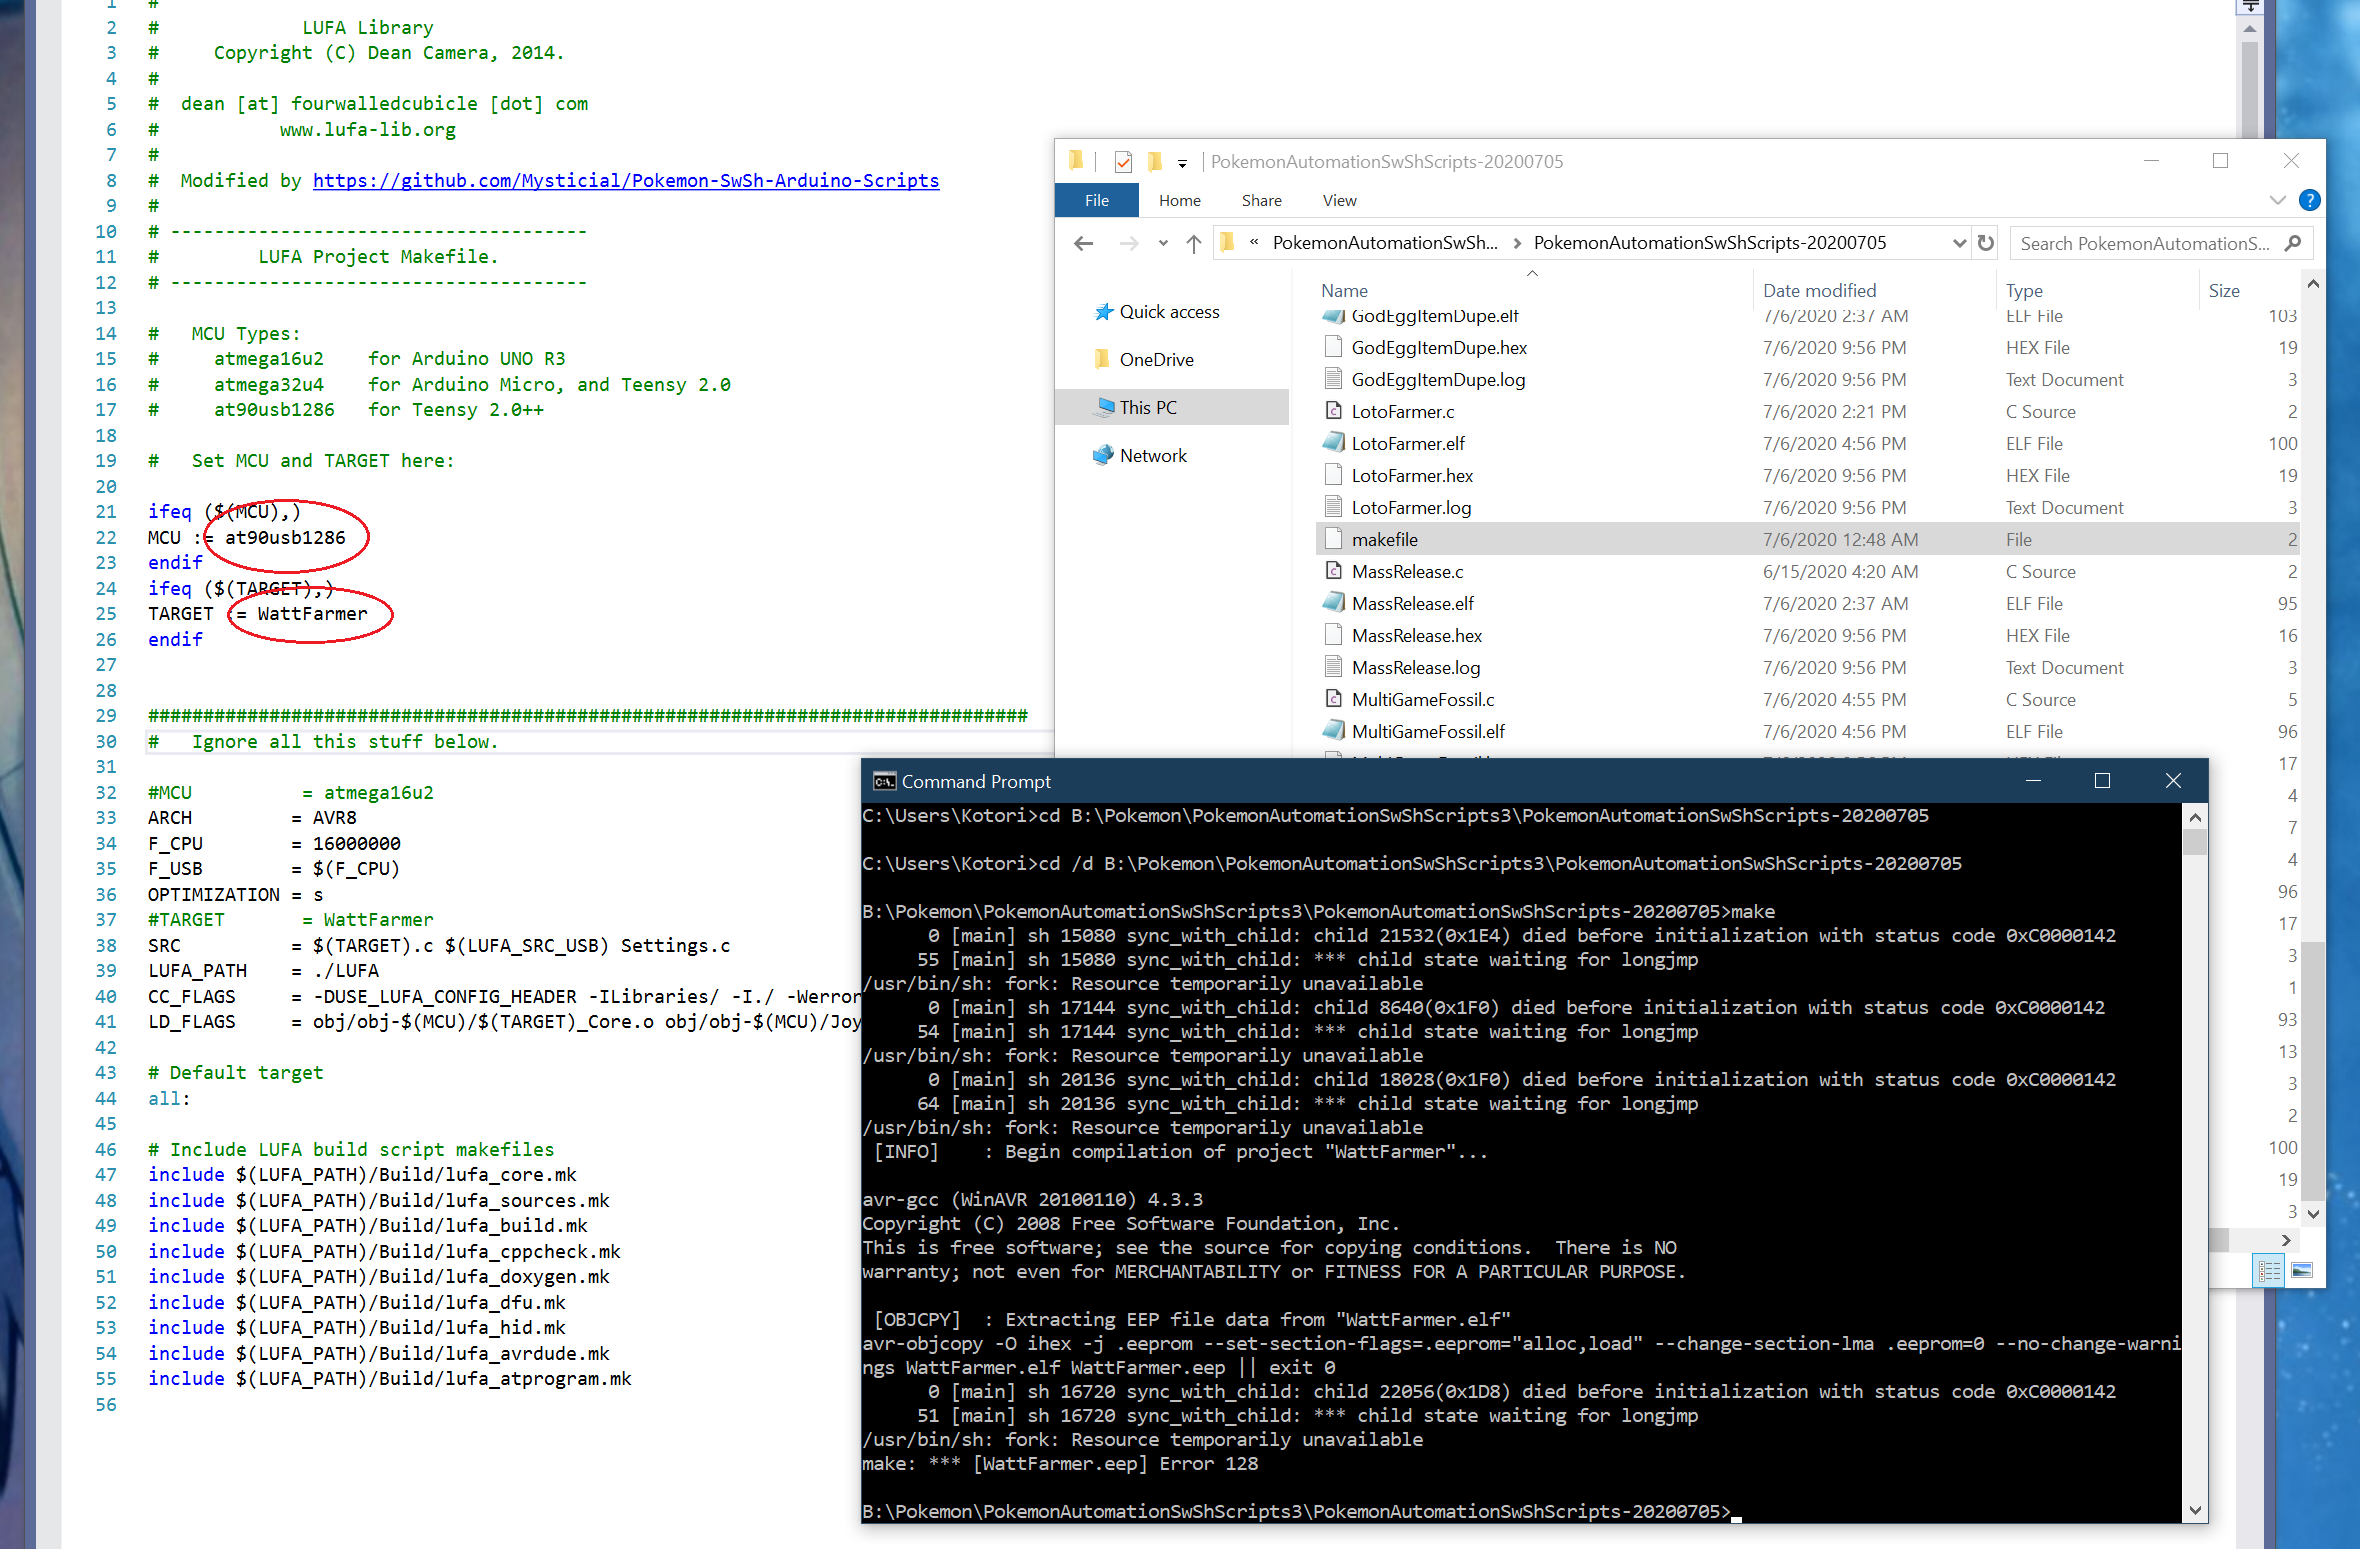 1 #
2 # LUFA Library
3 # Copyright (C) Dean Camera, 2014.
4 #
5 # dean [at] fourwalledcubicle [dot] com
6 # www.lufa-lib.org
7 #
8 # Modified by https://github.com/Mysticial/Pokemon-SwSh-Arduino-Scripts
9 #
10 # --------------------------------------
11 # LUFA Project Makefile.
12 # --------------------------------------
13
14 # MCU Types:
15 # atmega16u2 for Arduino UNO R3
16 # atmega32u4 for Arduino Micro, and Teensy 2.0
17 # at90usb1286 for Teensy 2.0++
18
19 # Set MCU and TARGET here:
20
21 ifeq ($(MCU),)
22 MCU := at90usb1286
23 endif
24 ifeq ($(TARGET),)
25 TARGET := WattFarmer
26 endif
27
28
29 ################################################################################
30 # Ignore all this stuff below.
31
32 #MCU = atmega16u2
33 ARCH = AVR8
34 F_CPU = 16000000
35 F_USB = $(F_CPU)
36 OPTIMIZATION = s
37 #TARGET = WattFarmer
38 SRC = $(TARGET).c $(LUFA_SRC_USB) Settings.c
39 LUFA_PATH = ./LUFA
40 CC_FLAGS = -DUSE_LUFA_CONFIG_HEADER -ILibraries/ -I./ -Werror
41 LD_FLAGS = obj/obj-$(MCU)/$(TARGET)_Core.o obj/obj-$(MCU)/Joy
42
43 # Default target
44 all:
45
46 # Include LUFA build script makefiles
47 include $(LUFA_PATH)/Build/lufa_core.mk
48 include $(LUFA_PATH)/Build/lufa_sources.mk
49 include $(LUFA_PATH)/Build/lufa_build.mk
50 include $(LUFA_PATH)/Build/lufa_cppcheck.mk
51 include $(LUFA_PATH)/Build/lufa_doxygen.mk
52 include $(LUFA_PATH)/Build/lufa_dfu.mk
53 include $(LUFA_PATH)/Build/lufa_hid.mk
54 include $(LUFA_PATH)/Build/lufa_avrdude.mk
55 include $(LUFA_PATH)/Build/lufa_atprogram.mk
56
PokemonAutomationSwShScripts-20200705
File Home Share View
« PokemonAutomationSwSh... › PokemonAutomationSwShScripts-20200705
Search PokemonAutomationS...
Quick access
OneDrive
This PC
Network
Name Date modified Type Size
GodEggItemDupe.elf 7/6/2020 2:37 AM ELF File 103
GodEggItemDupe.hex 7/6/2020 9:56 PM HEX File 19
GodEggItemDupe.log 7/6/2020 9:56 PM Text Document 3
LotoFarmer.c 7/6/2020 2:21 PM C Source 2
LotoFarmer.elf 7/6/2020 4:56 PM ELF File 100
LotoFarmer.hex 7/6/2020 9:56 PM HEX File 19
LotoFarmer.log 7/6/2020 9:56 PM Text Document 3
makefile 7/6/2020 12:48 AM File 2
MassRelease.c 6/15/2020 4:20 AM C Source 2
MassRelease.elf 7/6/2020 2:37 AM ELF File 95
MassRelease.hex 7/6/2020 9:56 PM HEX File 16
MassRelease.log 7/6/2020 9:56 PM Text Document 3
MultiGameFossil.c 7/6/2020 4:55 PM C Source 5
MultiGameFossil.elf 7/6/2020 4:56 PM ELF File 96
17
4
7
4
96
17
3
1
93
13
3
2
100
19
3
Command Prompt
C:\Users\Kotori>cd B:\Pokemon\PokemonAutomationSwShScripts3\PokemonAutomationSwShScripts-20200705
C:\Users\Kotori>cd /d B:\Pokemon\PokemonAutomationSwShScripts3\PokemonAutomationSwShScripts-20200705
B:\Pokemon\PokemonAutomationSwShScripts3\PokemonAutomationSwShScripts-20200705>make
0 [main] sh 15080 sync_with_child: child 21532(0x1E4) died before initialization with status code 0xC0000142
55 [main] sh 15080 sync_with_child: *** child state waiting for longjmp
/usr/bin/sh: fork: Resource temporarily unavailable
0 [main] sh 17144 sync_with_child: child 8640(0x1F0) died before initialization with status code 0xC0000142
54 [main] sh 17144 sync_with_child: *** child state waiting for longjmp
/usr/bin/sh: fork: Resource temporarily unavailable
0 [main] sh 20136 sync_with_child: child 18028(0x1F0) died before initialization with status code 0xC0000142
64 [main] sh 20136 sync_with_child: *** child state waiting for longjmp
/usr/bin/sh: fork: Resource temporarily unavailable
[INFO] : Begin compilation of project "WattFarmer"...
avr-gcc (WinAVR 20100110) 4.3.3
Copyright (C) 2008 Free Software Foundation, Inc.
This is free software; see the source for copying conditions. There is NO
warranty; not even for MERCHANTABILITY or FITNESS FOR A PARTICULAR PURPOSE.
[OBJCPY] : Extracting EEP file data from "WattFarmer.elf"
avr-objcopy -O ihex -j .eeprom --set-section-flags=.eeprom="alloc,load" --change-section-lma .eeprom=0 --no-change-warni
ngs WattFarmer.elf WattFarmer.eep || exit 0
0 [main] sh 16720 sync_with_child: child 22056(0x1D8) died before initialization with status code 0xC0000142
51 [main] sh 16720 sync_with_child: *** child state waiting for longjmp
/usr/bin/sh: fork: Resource temporarily unavailable
make: *** [WattFarmer.eep] Error 128
B:\Pokemon\PokemonAutomationSwShScripts3\PokemonAutomationSwShScripts-20200705>